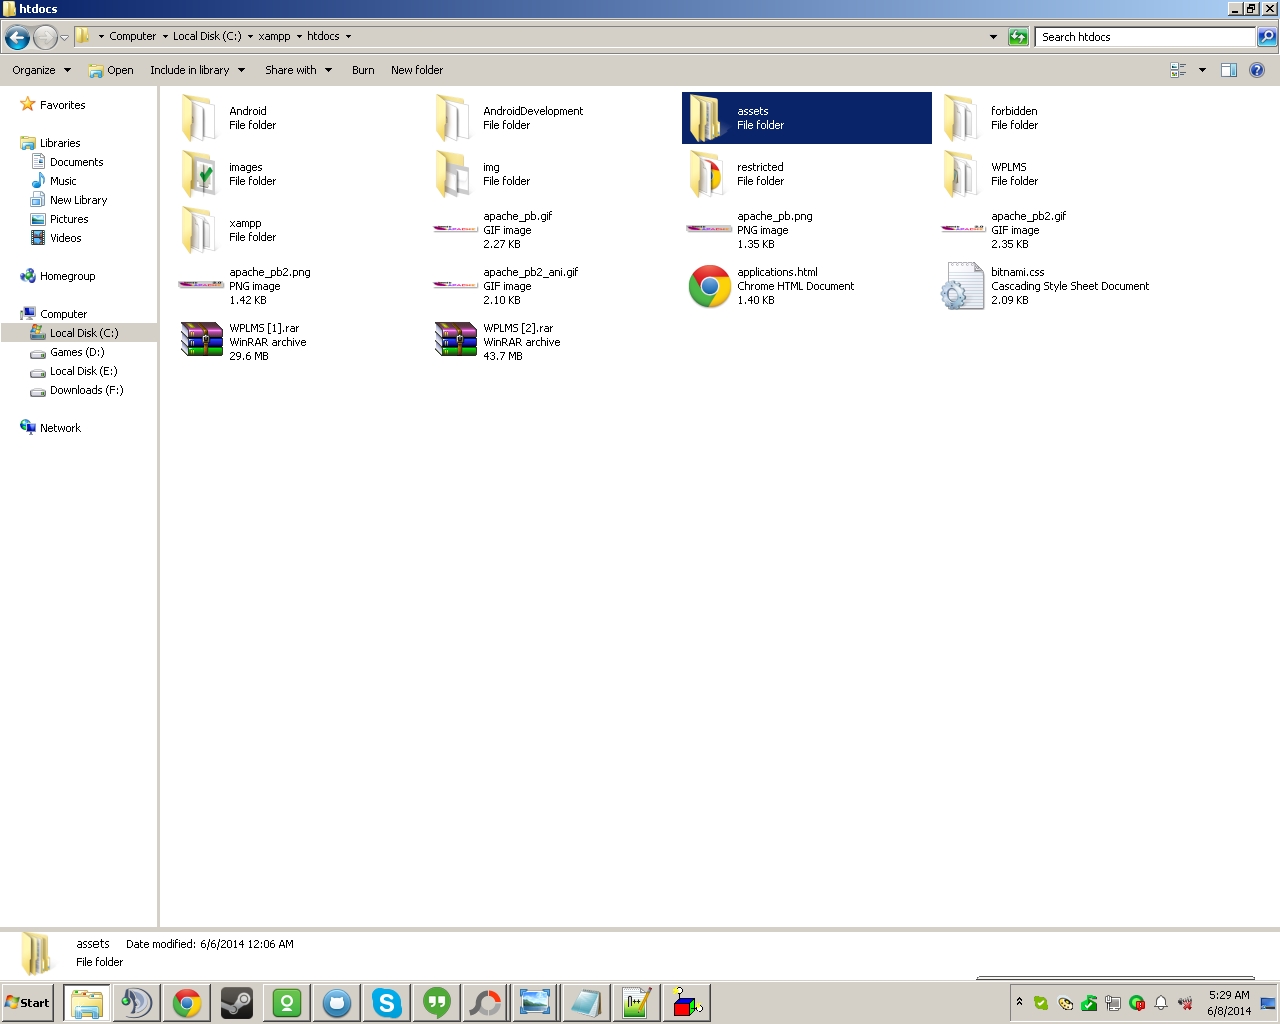 htdocs
Computer Local Disk (C:) xampp htdocs
Search htdocs
Organize Open Include in library Share with Burn New folder
Favorites
Libraries
Documents
Music
New Library
Pictures
Videos
Homegroup
Computer
Local Disk (C:)
Games (D:)
Local Disk (E:)
Downloads (F:)
Network
Android
File folder
AndroidDevelopment
File folder
assets
File folder
forbidden
File folder
images
File folder
img
File folder
restricted
File folder
WPLMS
File folder
xampp
File folder
apache_pb.gif
GIF image
2.27 KB
apache_pb.png
PNG image
1.35 KB
apache_pb2.gif
GIF image
2.35 KB
apache_pb2.png
PNG image
1.42 KB
apache_pb2_ani.gif
GIF image
2.10 KB
applications.html
Chrome HTML Document
1.40 KB
bitnami.css
Cascading Style Sheet Document
2.09 KB
WPLMS [1].rar
WinRAR archive
29.6 MB
WPLMS [2].rar
WinRAR archive
43.7 MB
assets Date modified: 6/6/2014 12:06 AM
File folder
Start
5:29 AM
6/8/2014